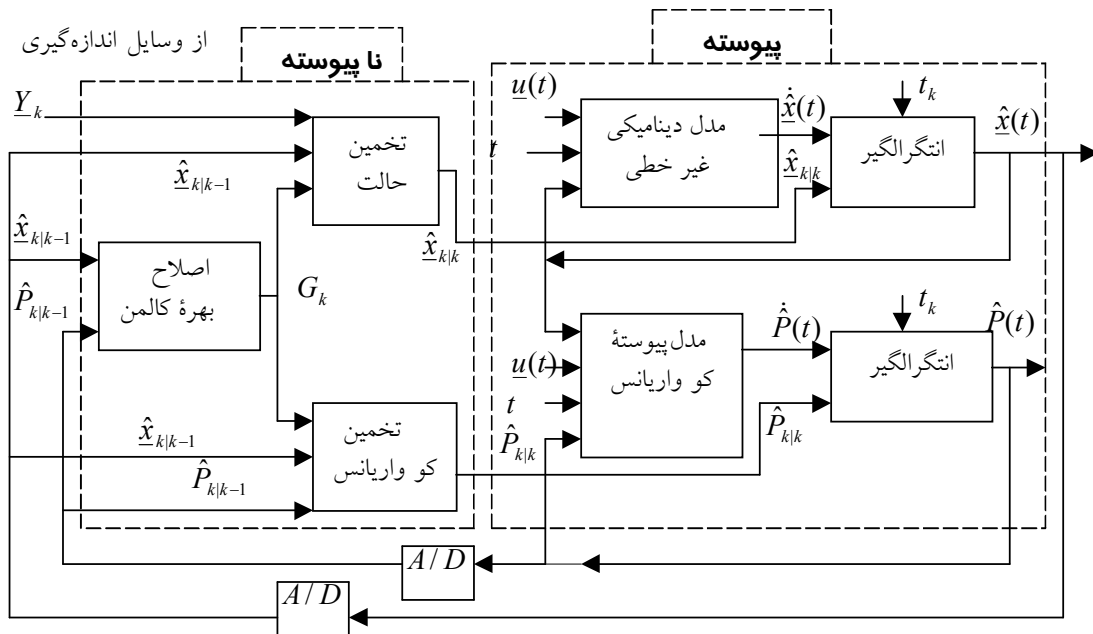 از وسایل اندازه‌گیری
نا پیوسته
پیوسته
Y_k
x̂_{k|k-1}
تخمین
حالت
x̂_{k|k}
x̂_{k|k-1}
P̂_{k|k-1}
اصلاح
بهرهٔ کالمن
G_k
x̂_{k|k-1}
P̂_{k|k-1}
تخمین
کو واریانس
u(t)
t
مدل دینامیکی
غیر خطی
x̂̇(t)
x̂_{k|k}
t_k
انتگرالگیر
x̂(t)
u(t)
t
P̂_{k|k}
مدل پیوستهٔ
کو واریانس
P̂̇(t)
P̂_{k|k}
t_k
انتگرالگیر
P̂(t)
A/D
A/D